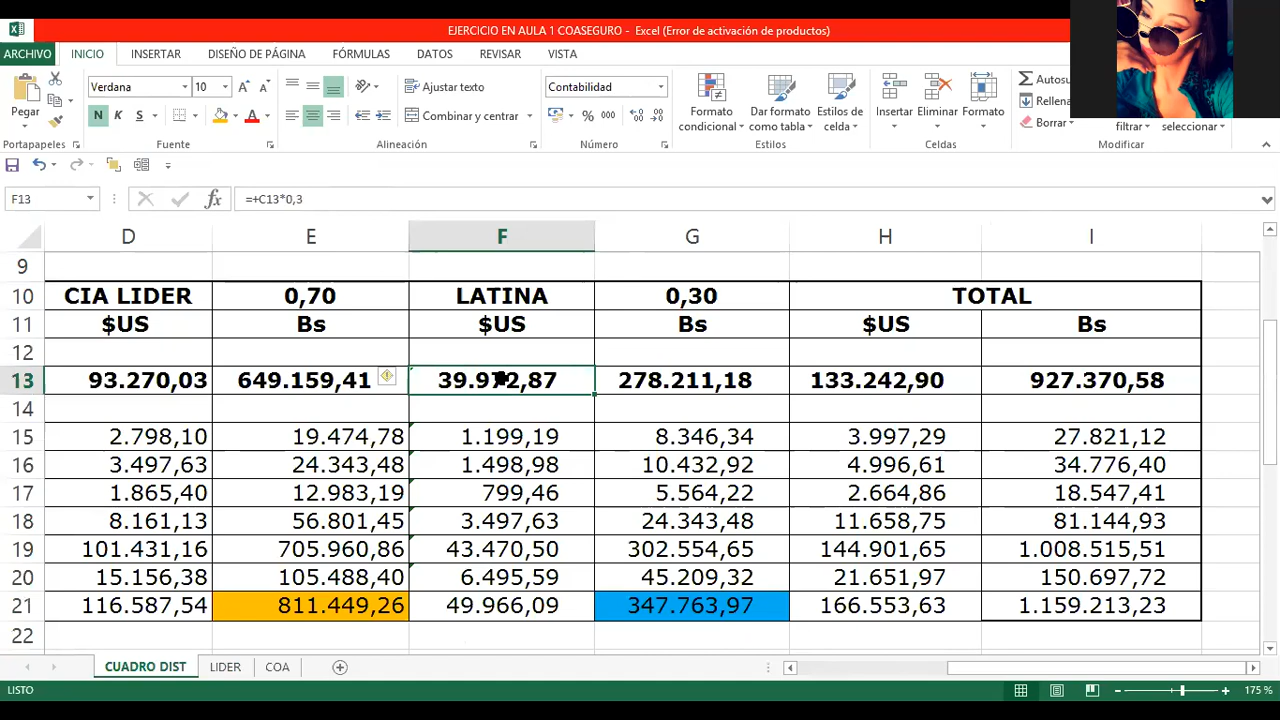 EJERCICIO EN AULA 1 COASEGURO - Excel (Error de activación de productos)
ARCHIVO INICIO INSERTAR DISEÑO DE PÁGINA FÓRMULAS DATOS REVISAR VISTA
Pegar
Verdana 10
N K S
Ajustar texto
Combinar y centrar
Contabilidad
% 000
Formato condicional
Dar formato como tabla
Estilos de celda
Insertar
Eliminar
Formato
Autosu
Rellena
Borrar
filtrar
seleccionar
Portapapeles Fuente Alineación Número Estilos Celdas Modificar
F13 fx =+C13*0,3
D E F G H I
9
10 CIA LIDER 0,70 LATINA 0,30 TOTAL
11 $US Bs $US Bs $US Bs
12
13 93.270,03 649.159,41 39.972,87 278.211,18 133.242,90 927.370,58
14
15 2.798,10 19.474,78 1.199,19 8.346,34 3.997,29 27.821,12
16 3.497,63 24.343,48 1.498,98 10.432,92 4.996,61 34.776,40
17 1.865,40 12.983,19 799,46 5.564,22 2.664,86 18.547,41
18 8.161,13 56.801,45 3.497,63 24.343,48 11.658,75 81.144,93
19 101.431,16 705.960,86 43.470,50 302.554,65 144.901,65 1.008.515,51
20 15.156,38 105.488,40 6.495,59 45.209,32 21.651,97 150.697,72
21 116.587,54 811.449,26 49.966,09 347.763,97 166.553,63 1.159.213,23
22
CUADRO DIST LIDER COA
LISTO 175 %